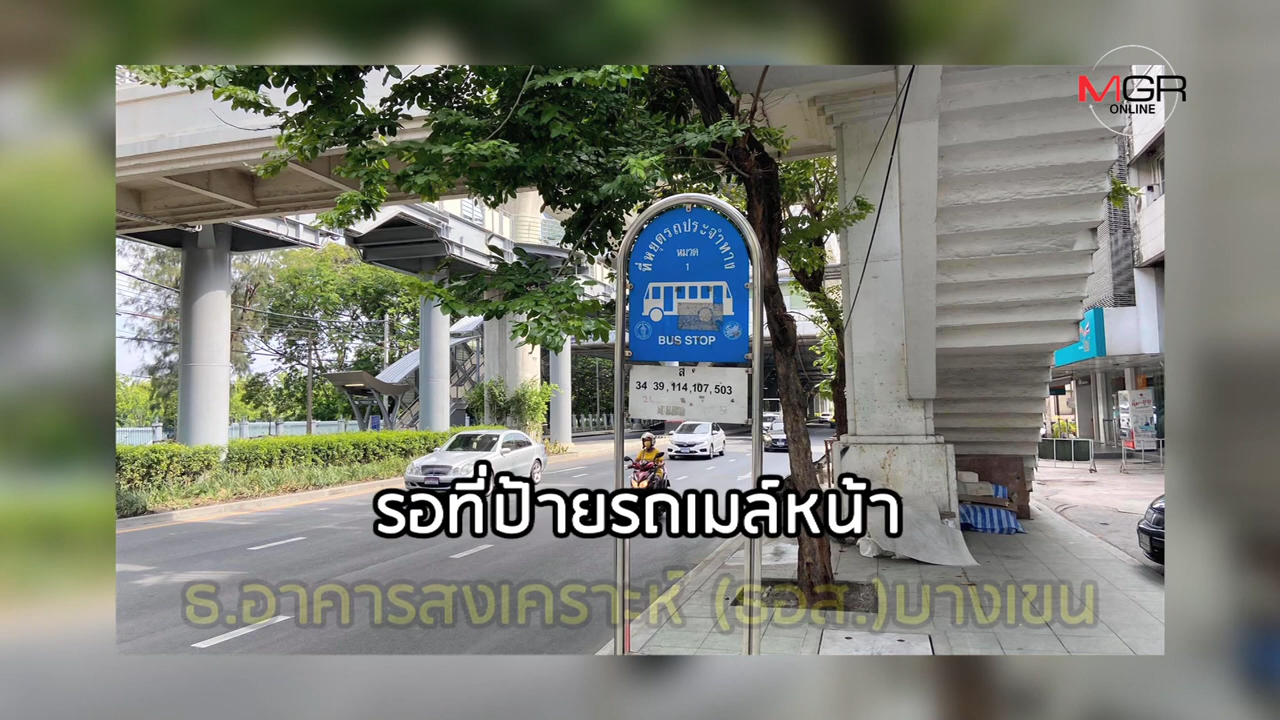 MGR
ONLINE
ที่หยุดรถประจำทาง
หมวด
1
BUS STOP
34 39,114,107,503
รอที่ป้ายรถเมล์หน้า
ธ.อาคารสงเคราะห์ (ธอส.)บางเขน